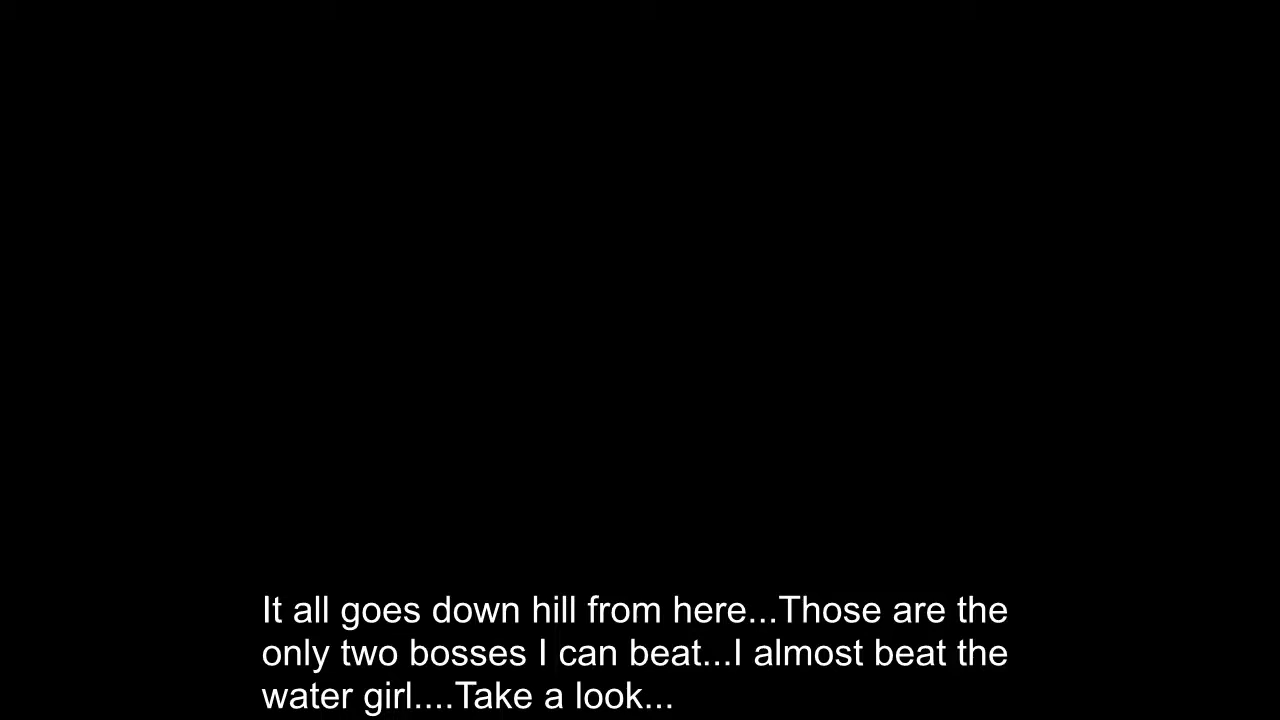 It all goes down hill from here...Those are the
only two bosses I can beat...I almost beat the
water girl....Take a look...